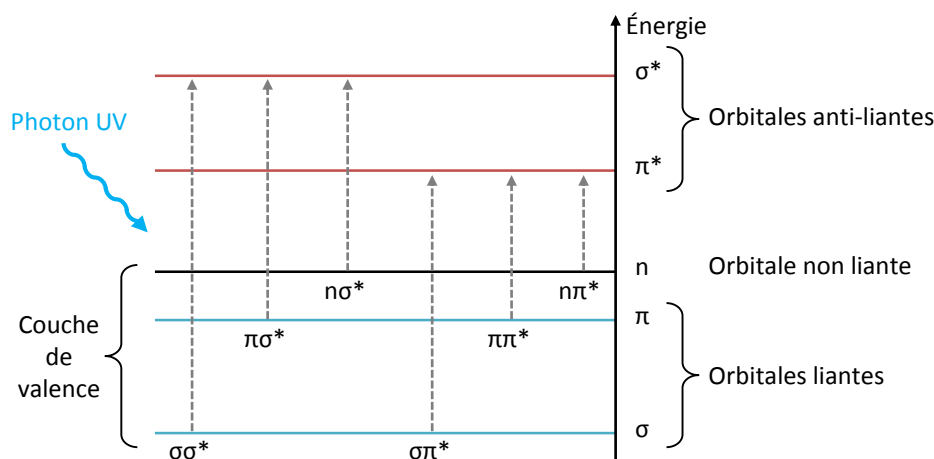 Énergie
σ*
Orbitales anti-liantes
Photon UV
π*
n
Orbitale non liante
nσ*
nπ*
π
Couche
de
valence
πσ*
ππ*
Orbitales liantes
σ
σσ*
σπ*